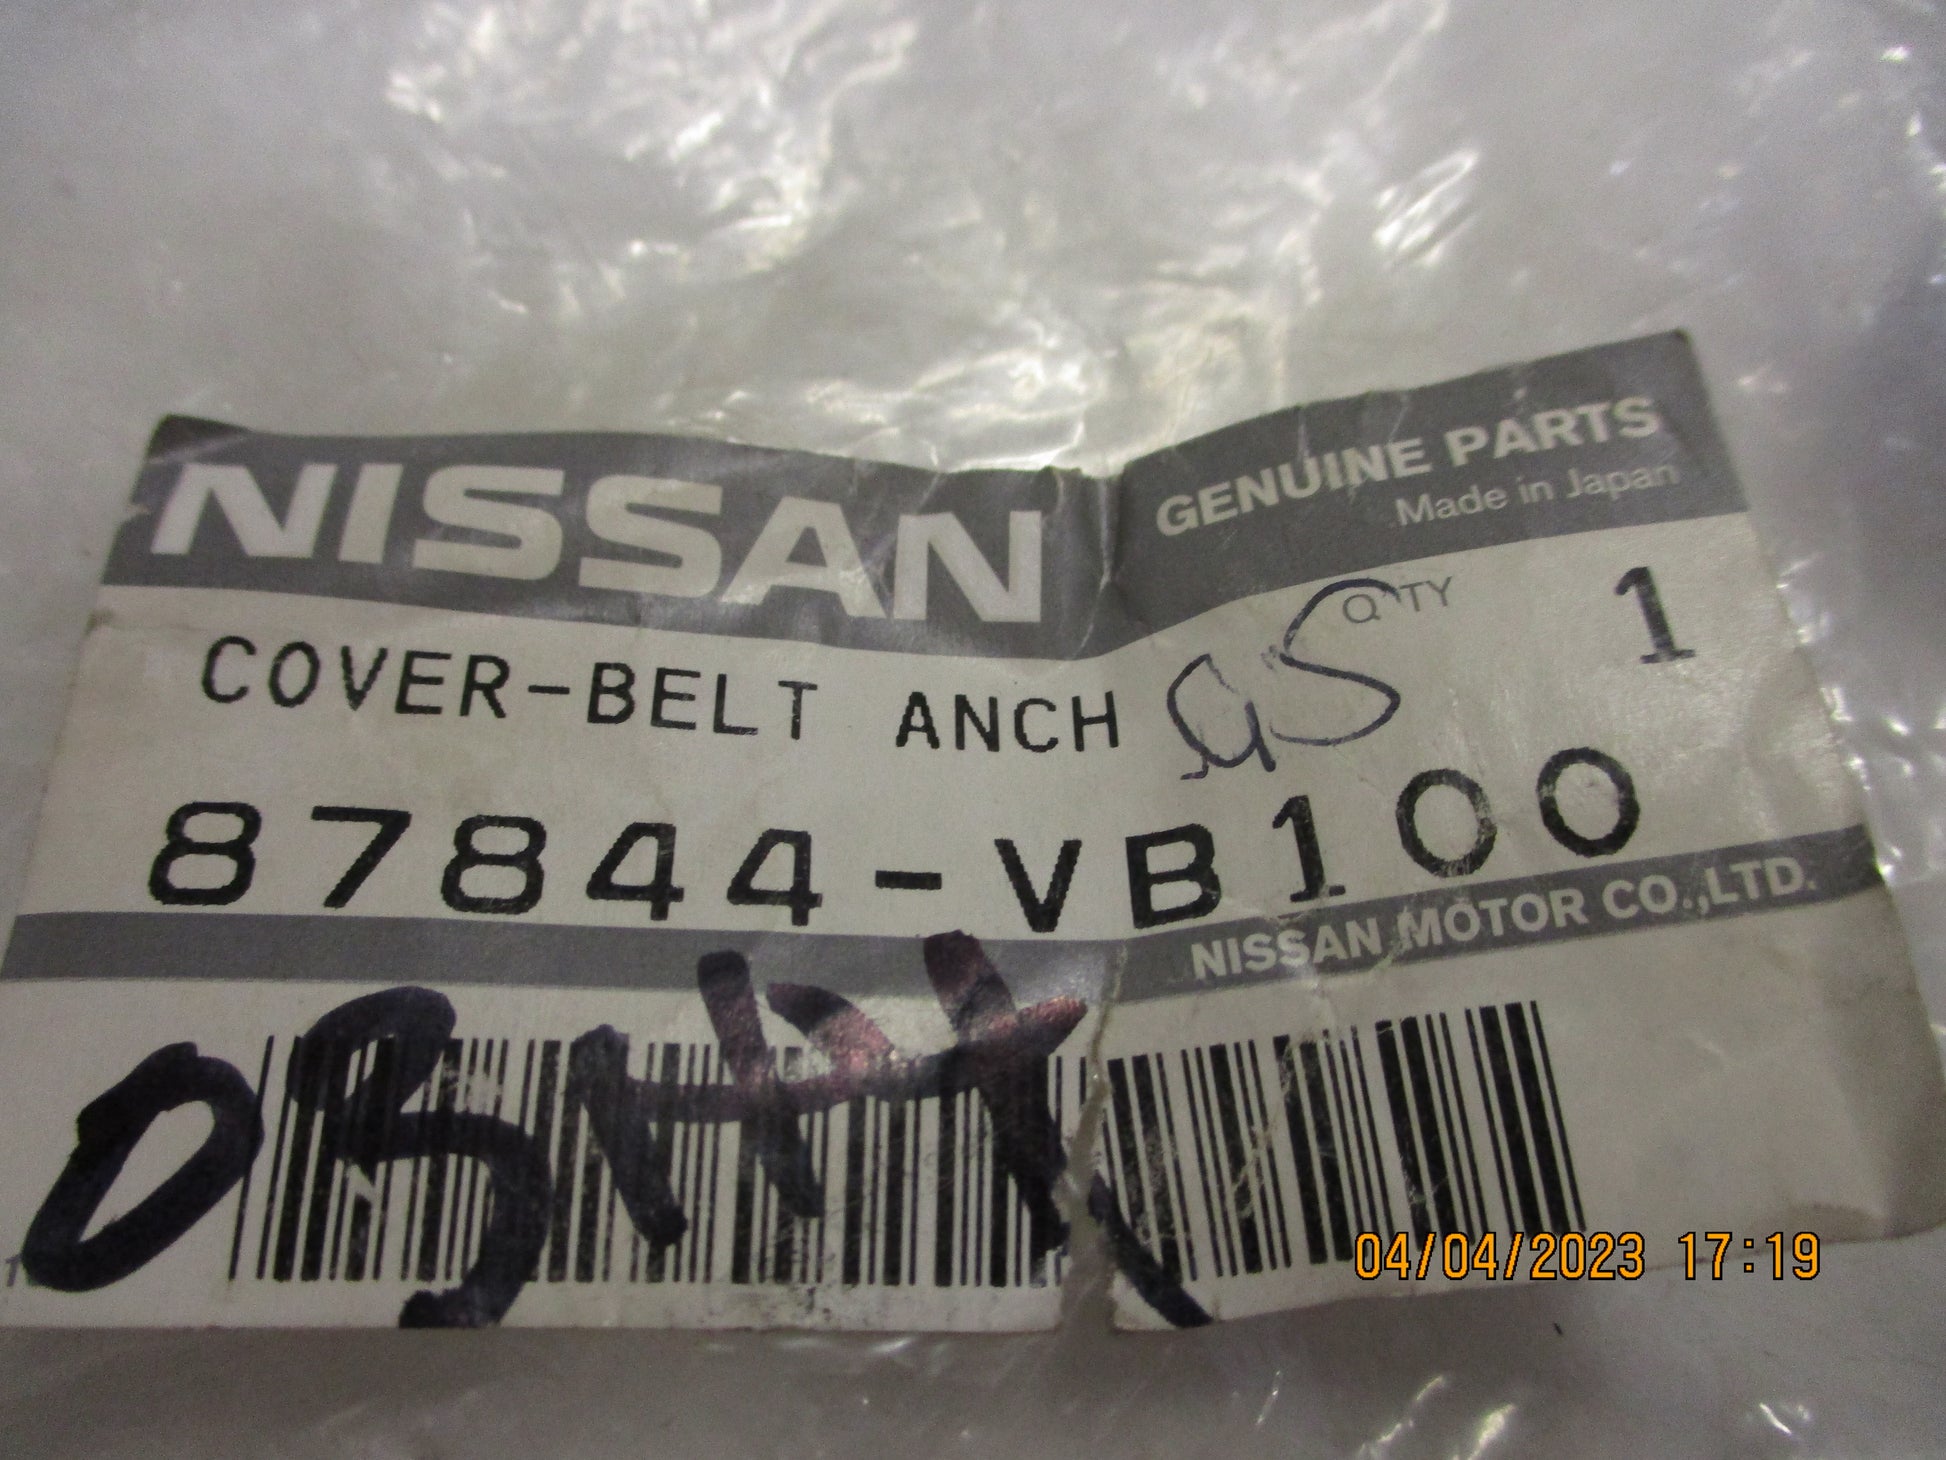 NISSAN
GENUINE PARTS
Made in Japan
Q'TY 1
COVER-BELT ANCH
87844-VB100
NISSAN MOTOR CO.,LTD.
04/04/2023 17:19